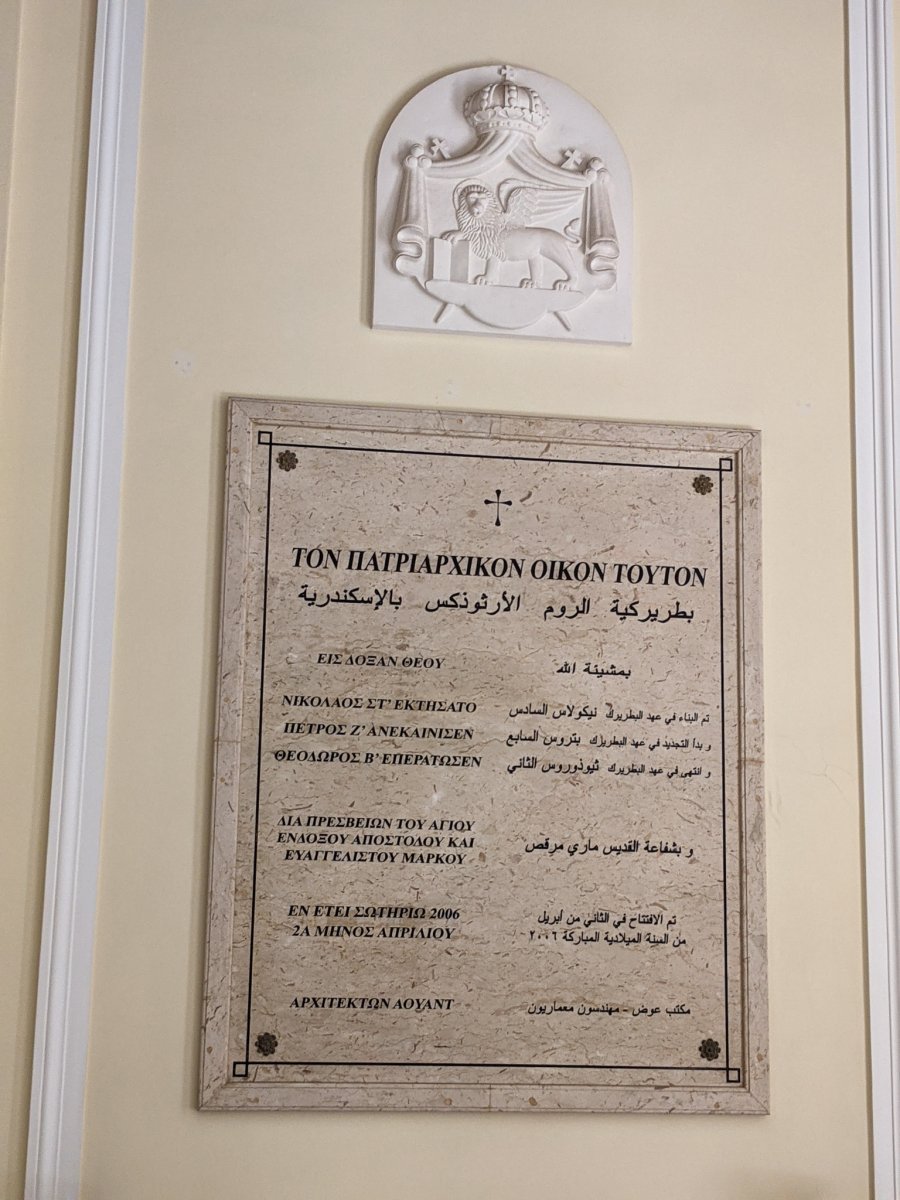 ΤΟΝ ΠΑΤΡΙΑΡΧΙΚΟΝ ΟΙΚΟΝ ΤΟΥΤΟΝ
بطريركية الروم الأرثوذكس بالإسكندرية
ΕΙΣ ΔΟΞΑΝ ΘΕΟΥ
بمشيئة الله
ΝΙΚΟΛΑΟΣ ΣΤ' ΕΚΤΗΣΑΤΟ
تم البناء في عهد البطريرك نيكولاس السادس
ΠΕΤΡΟΣ Ζ' ΑΝΕΚΑΙΝΙΣΕΝ
و بدأ التجديد في عهد البطريرك بتروس السابع
ΘΕΟΔΩΡΟΣ Β' ΕΠΕΡΑΤΩΣΕΝ
و انتهى في عهد البطريرك ثيوذوروس الثاني
ΔΙΑ ΠΡΕΣΒΕΙΩΝ ΤΟΥ ΑΓΙΟΥ
ΕΝΔΟΞΟΥ ΑΠΟΣΤΟΛΟΥ ΚΑΙ
ΕΥΑΓΓΕΛΙΣΤΟΥ ΜΑΡΚΟΥ
و بشفاعة القديس ماري مرقص
ΕΝ ΕΤΕΙ ΣΩΤΗΡΙΩ 2006
2Α ΜΗΝΟΣ ΑΠΡΙΛΙΟΥ
تم الافتتاح في الثاني من أبريل
من السنة الميلادية المباركة ٢٠٠٦
ΑΡΧΙΤΕΚΤΩΝ ΑΟΥΑΝΤ
مكتب عوض - مهندسون معماريون